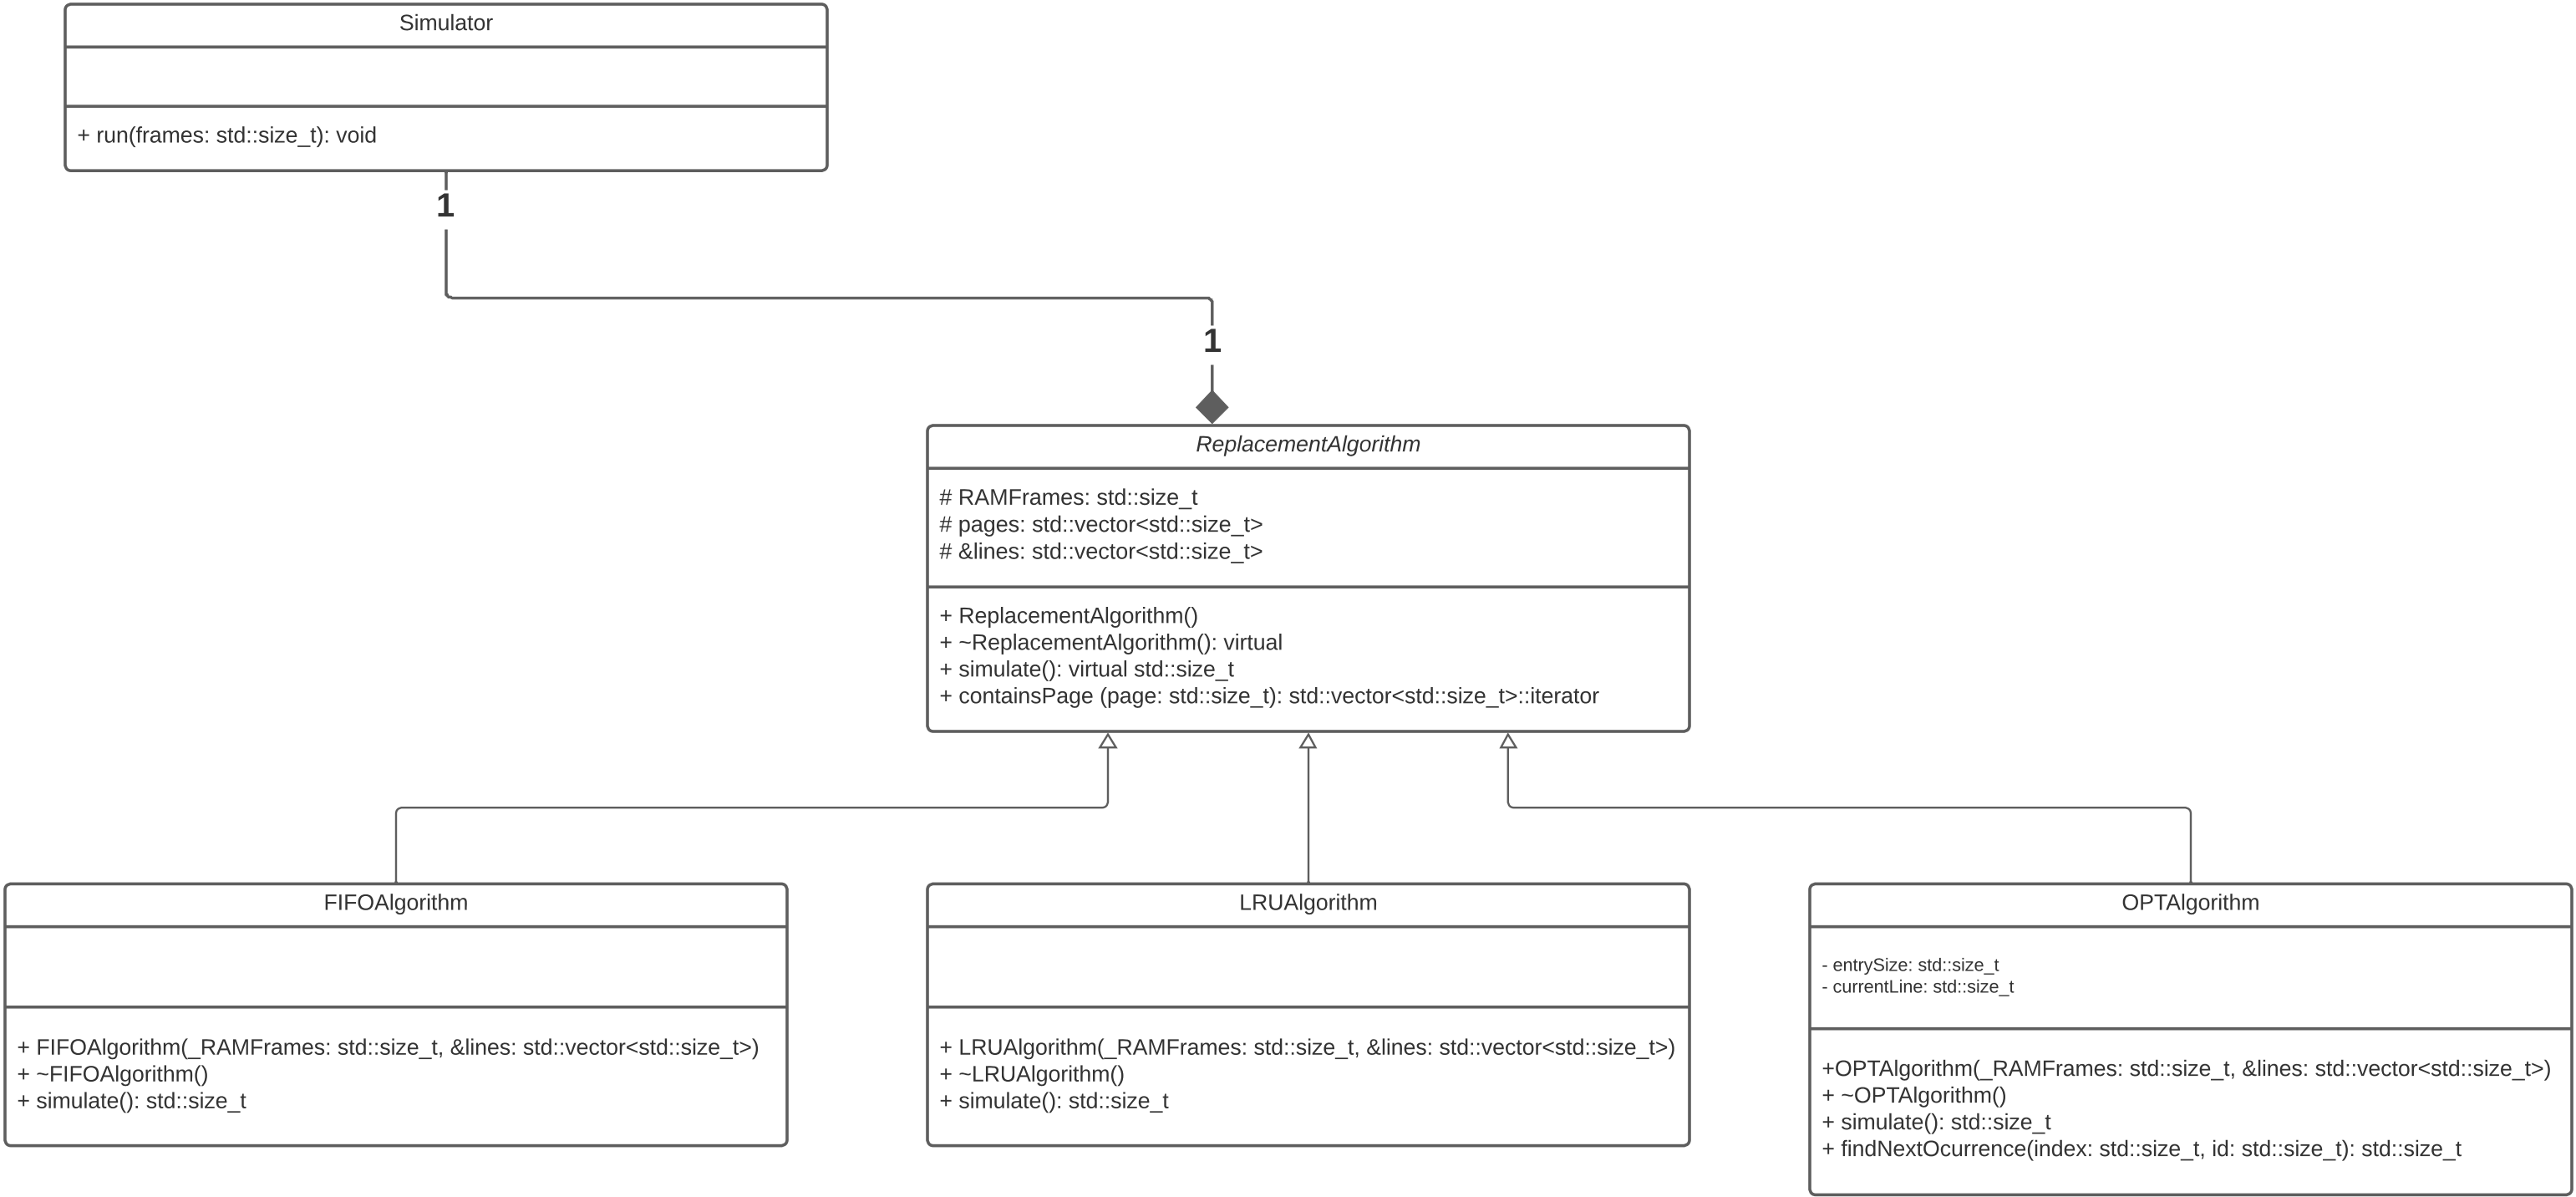 Simulator
+ run(frames: std::size_t): void
1
1
ReplacementAlgorithm
# RAMFrames: std::size_t
# pages: std::vector<std::size_t>
# &lines: std::vector<std::size_t>
+ ReplacementAlgorithm()
+ ~ReplacementAlgorithm(): virtual
+ simulate(): virtual std::size_t
+ containsPage (page: std::size_t): std::vector<std::size_t>::iterator
FIFOAlgorithm
+ FIFOAlgorithm(_RAMFrames: std::size_t, &lines: std::vector<std::size_t>)
+ ~FIFOAlgorithm()
+ simulate(): std::size_t
LRUAlgorithm
+ LRUAlgorithm(_RAMFrames: std::size_t, &lines: std::vector<std::size_t>)
+ ~LRUAlgorithm()
+ simulate(): std::size_t
OPTAlgorithm
- entrySize: std::size_t
- currentLine: std::size_t
+OPTAlgorithm(_RAMFrames: std::size_t, &lines: std::vector<std::size_t>)
+ ~OPTAlgorithm()
+ simulate(): std::size_t
+ findNextOcurrence(index: std::size_t, id: std::size_t): std::size_t